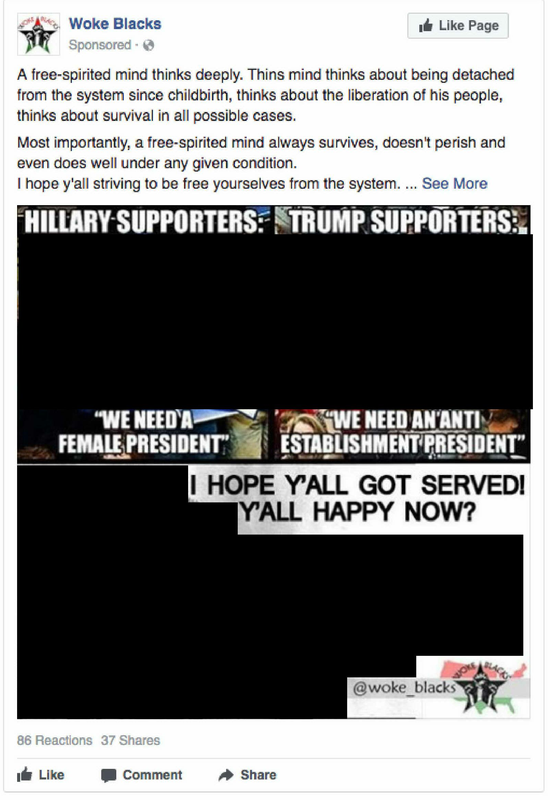 Woke Blacks
Like Page
Sponsored ·
A free-spirited mind thinks deeply. Thins mind thinks about being detached
from the system since childbirth, thinks about the liberation of his people,
thinks about survival in all possible cases.
Most importantly, a free-spirited mind always survives, doesn't perish and
even does well under any given condition.
I hope y'all striving to be free yourselves from the system. ... See More
HILLARY SUPPORTERS: TRUMP SUPPORTERS:
"WE NEED A
FEMALE PRESIDENT"
"WE NEED AN ANTI
ESTABLISHMENT PRESIDENT"
I HOPE Y'ALL GOT SERVED!
Y'ALL HAPPY NOW?
WOKE BLACKS
@woke_blacks
86 Reactions 37 Shares
Like Comment Share